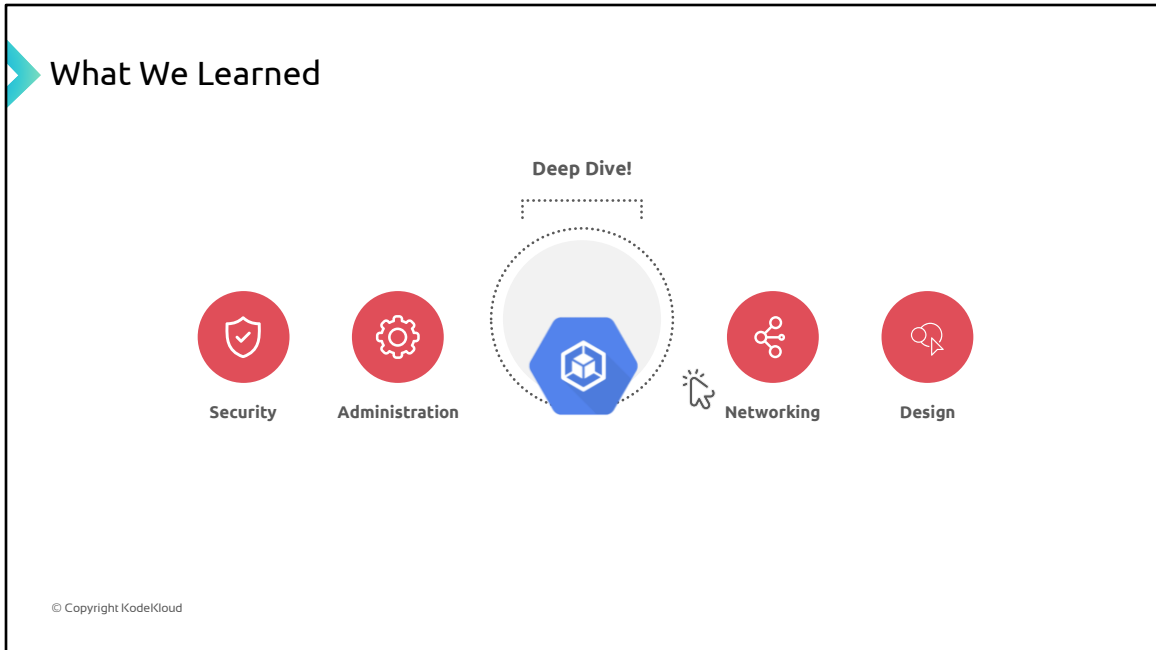 What We Learned
Deep Dive!
Security
Administration
Networking
Design
© Copyright KodeKloud